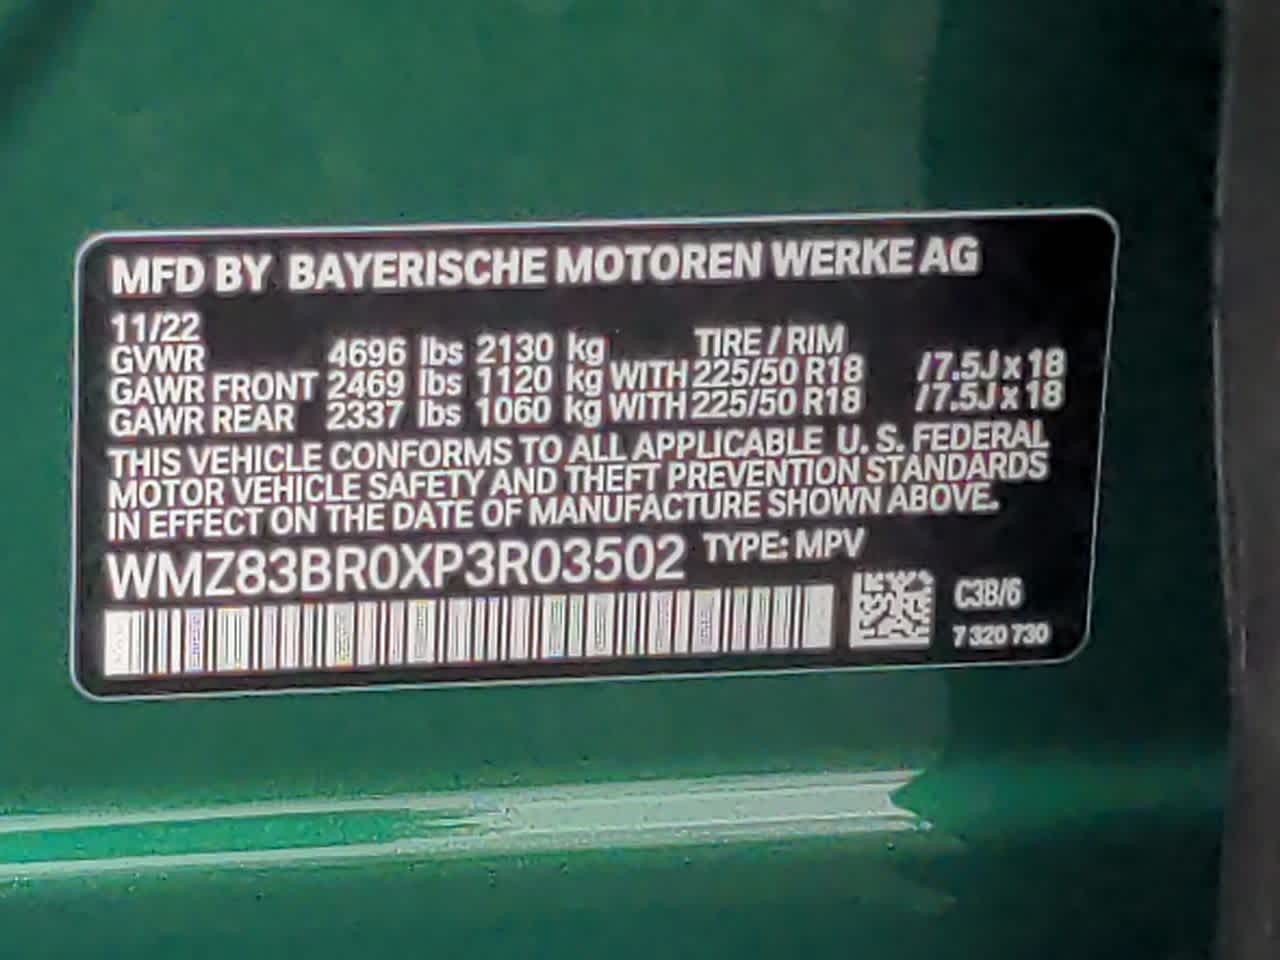 MFD BY BAYERISCHE MOTOREN WERKE AG
11/22
GVWR 4696 lbs 2130 kg TIRE / RIM
GAWR FRONT 2469 lbs 1120 kg WITH 225/50 R18 /7.5J x 18
GAWR REAR 2337 lbs 1060 kg WITH 225/50 R18 /7.5J x 18
THIS VEHICLE CONFORMS TO ALL APPLICABLE U. S. FEDERAL
MOTOR VEHICLE SAFETY AND THEFT PREVENTION STANDARDS
IN EFFECT ON THE DATE OF MANUFACTURE SHOWN ABOVE.
WMZ83BR0XP3R03502 TYPE: MPV
C3B/6
7 320 730